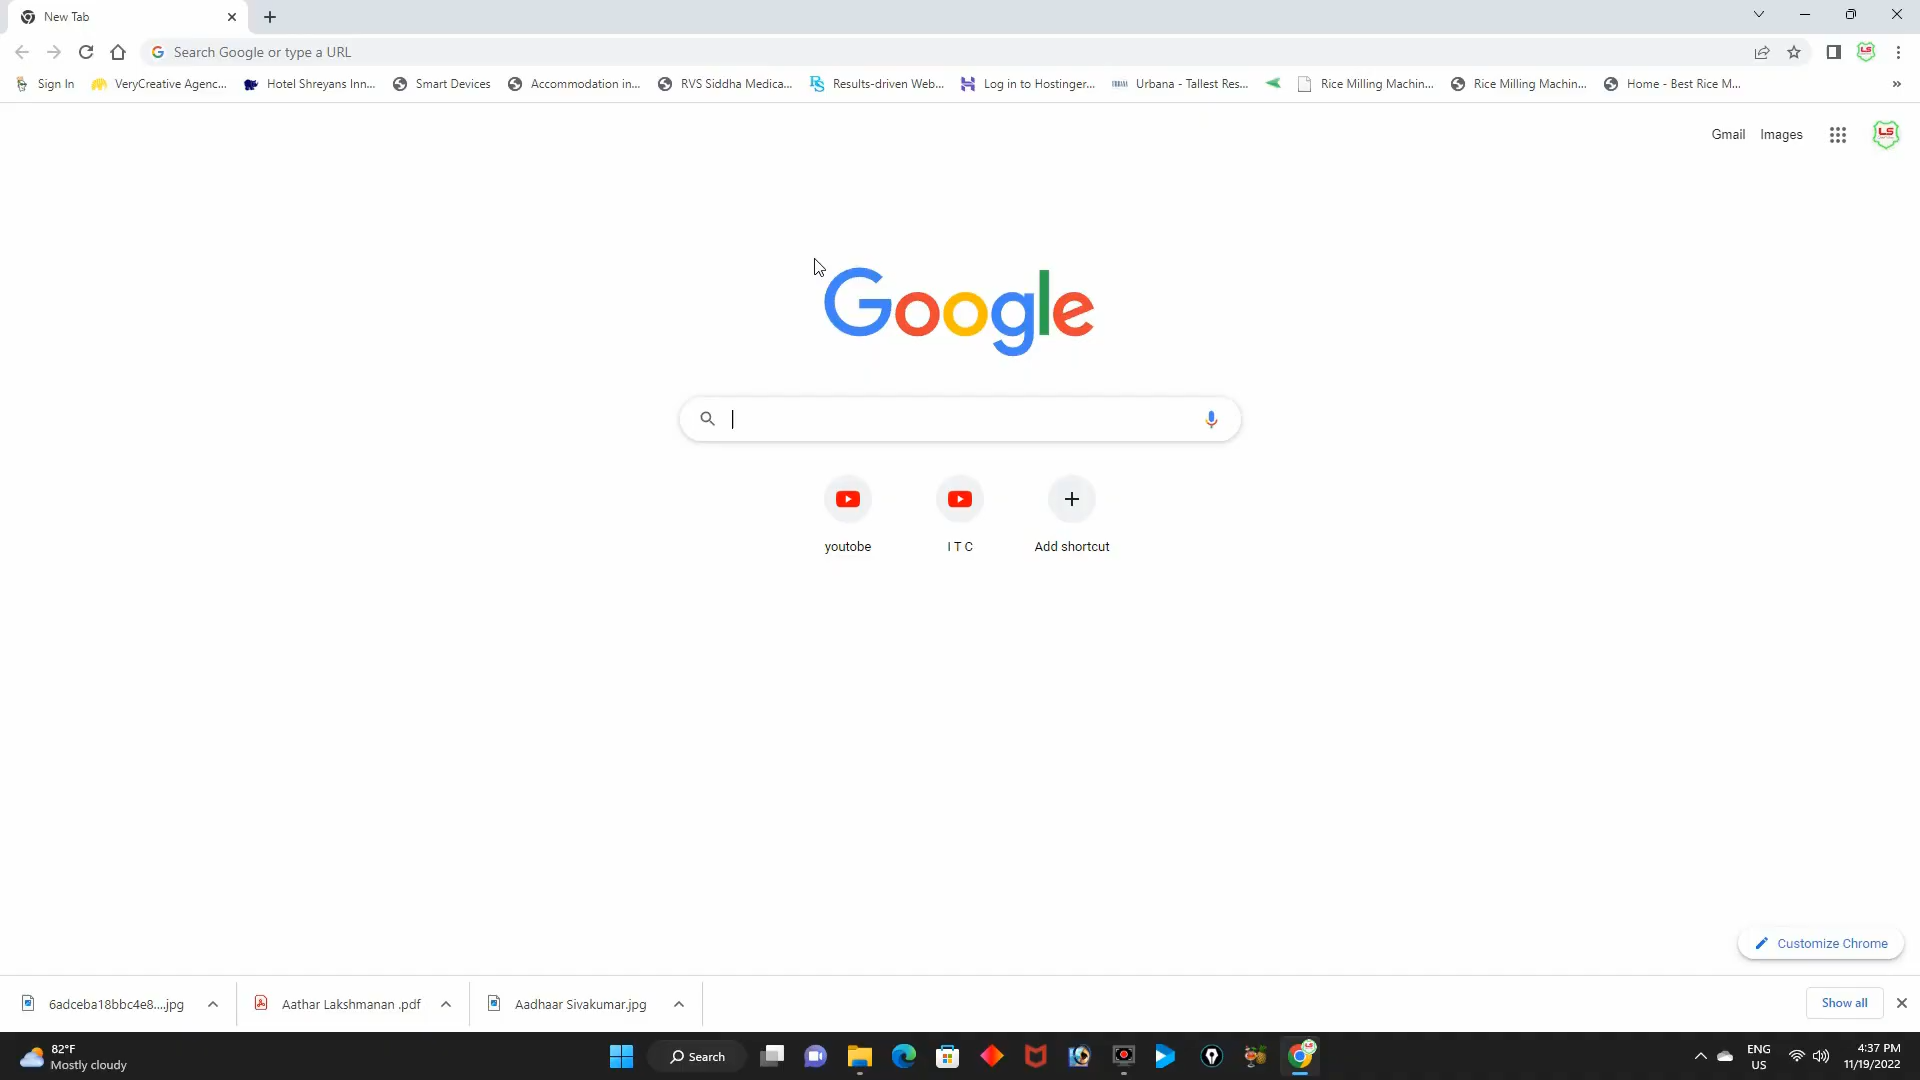 New Tab
Search Google or type a URL
Sign In
VeryCreative Agenc...
Hotel Shreyans Inn...
Smart Devices
Accommodation in...
RVS Siddha Medica...
Results-driven Web...
Log in to Hostinger...
Urbana - Tallest Res...
Rice Milling Machin...
Rice Milling Machin...
Home - Best Rice M...
»
Gmail
Images
LS
Google
youtobe
I T C
Add shortcut
Customize Chrome
6adceba18bbc4e8....jpg
Aathar Lakshmanan .pdf
Aadhaar Sivakumar.jpg
Show all
82°F
Mostly cloudy
Search
ENG
US
4:37 PM
11/19/2022